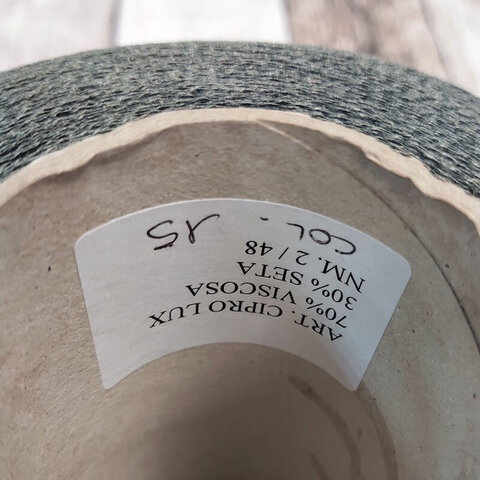 ART. CIPRO LUX
70% VISCOSA
30% SETA
NM. 2/48
COL. 15